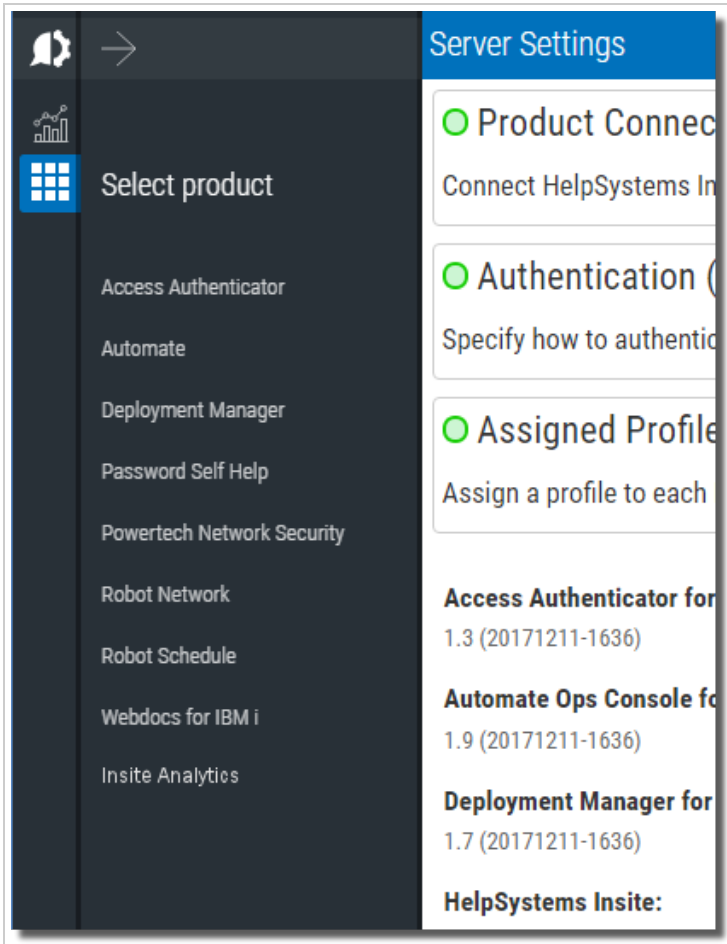 Server Settings
Select product
Access Authenticator
Automate
Deployment Manager
Password Self Help
Powertech Network Security
Robot Network
Robot Schedule
Webdocs for IBM i
Insite Analytics
Product Connec
Connect HelpSystems In
Authentication (
Specify how to authentic
Assigned Profile
Assign a profile to each
Access Authenticator for
1.3 (20171211-1636)
Automate Ops Console fo
1.9 (20171211-1636)
Deployment Manager for
1.7 (20171211-1636)
HelpSystems Insite: